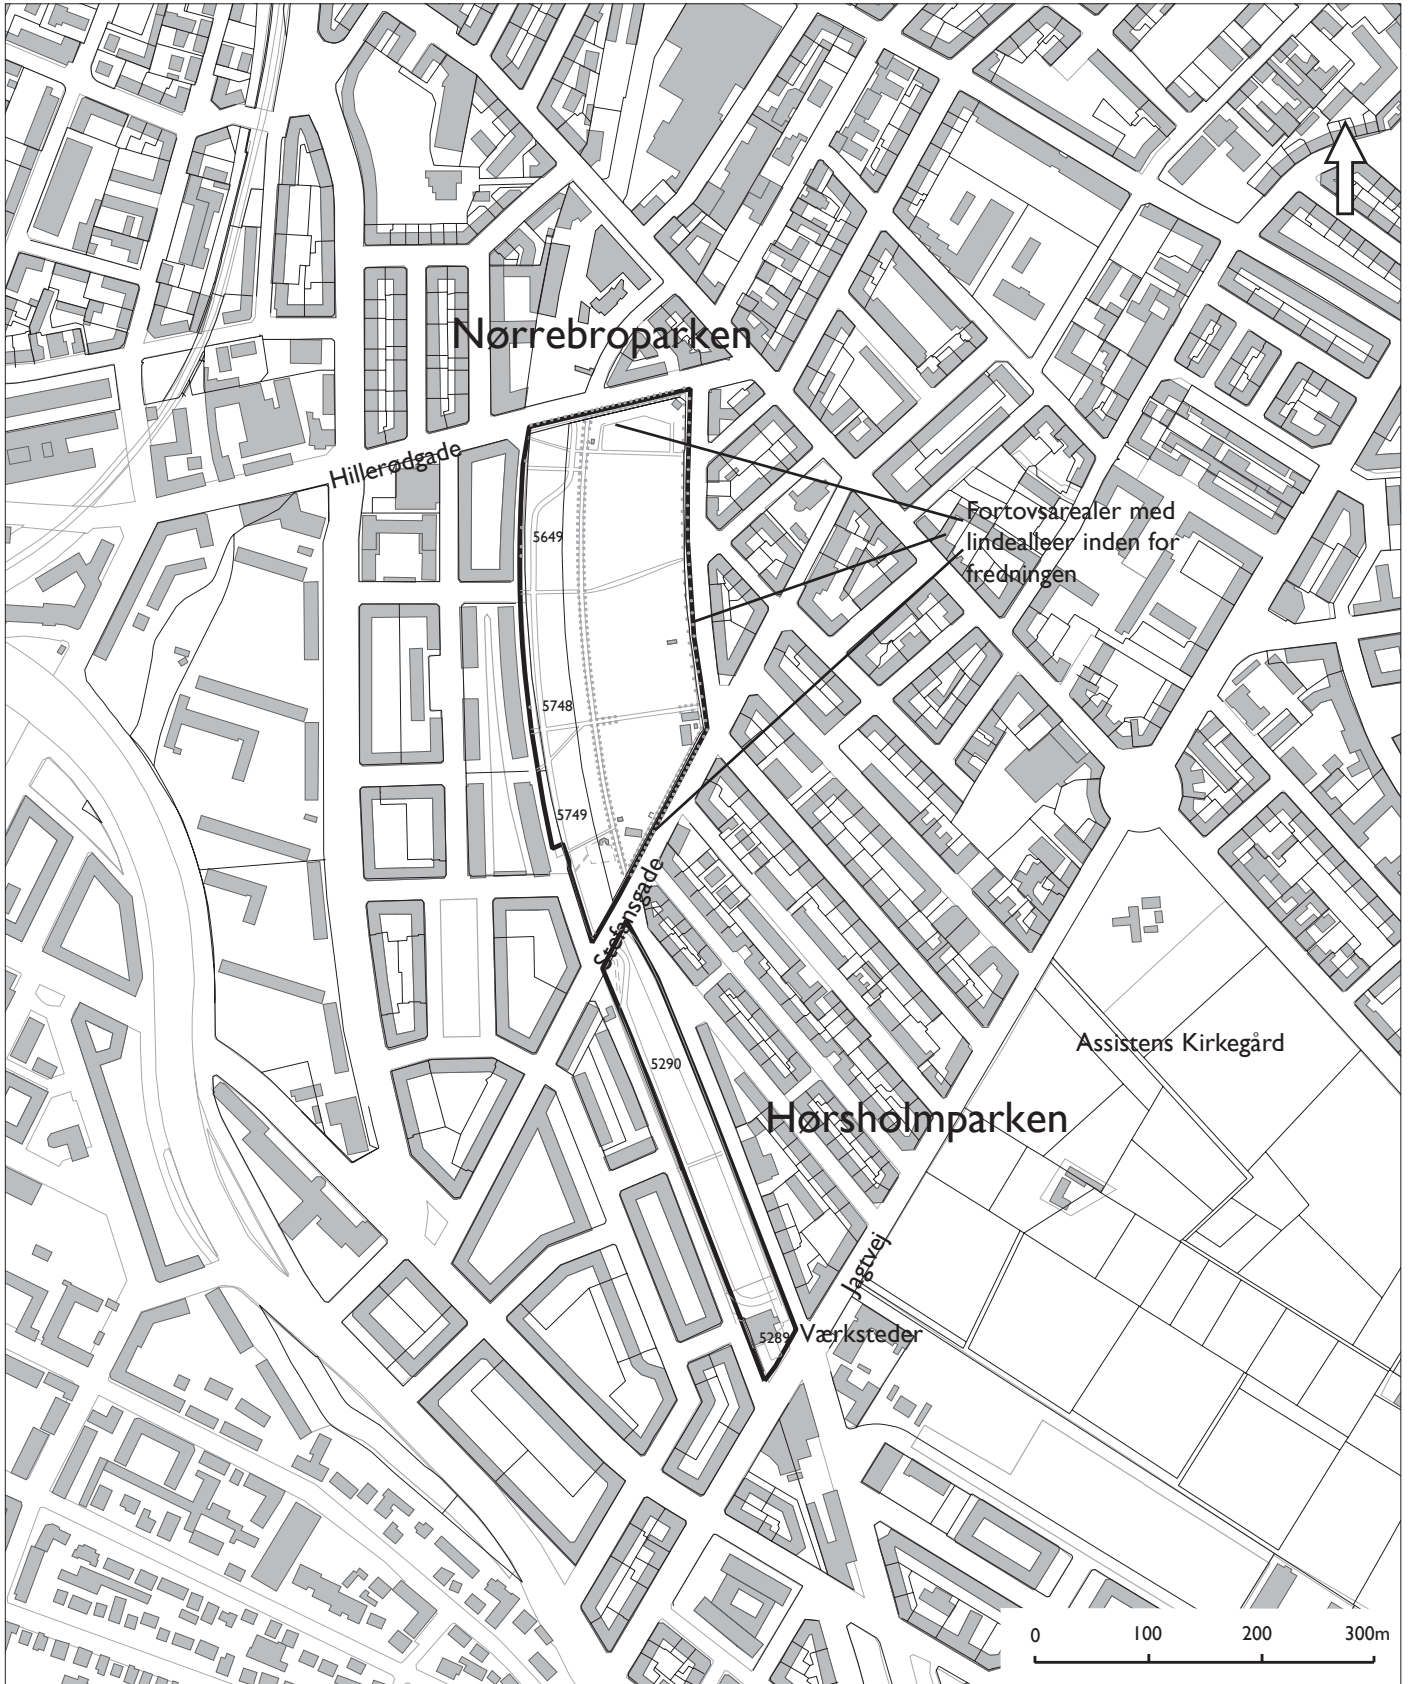 Nørrebroparken
Hillerødgade
Fortovsarealer med
lindealleer inden for
fredningen
5649
5748
5749
Stefansgade
Assistens Kirkegård
5290
Hørsholmparken
Jagtvej
5289
Værksteder
0 100 200 300m